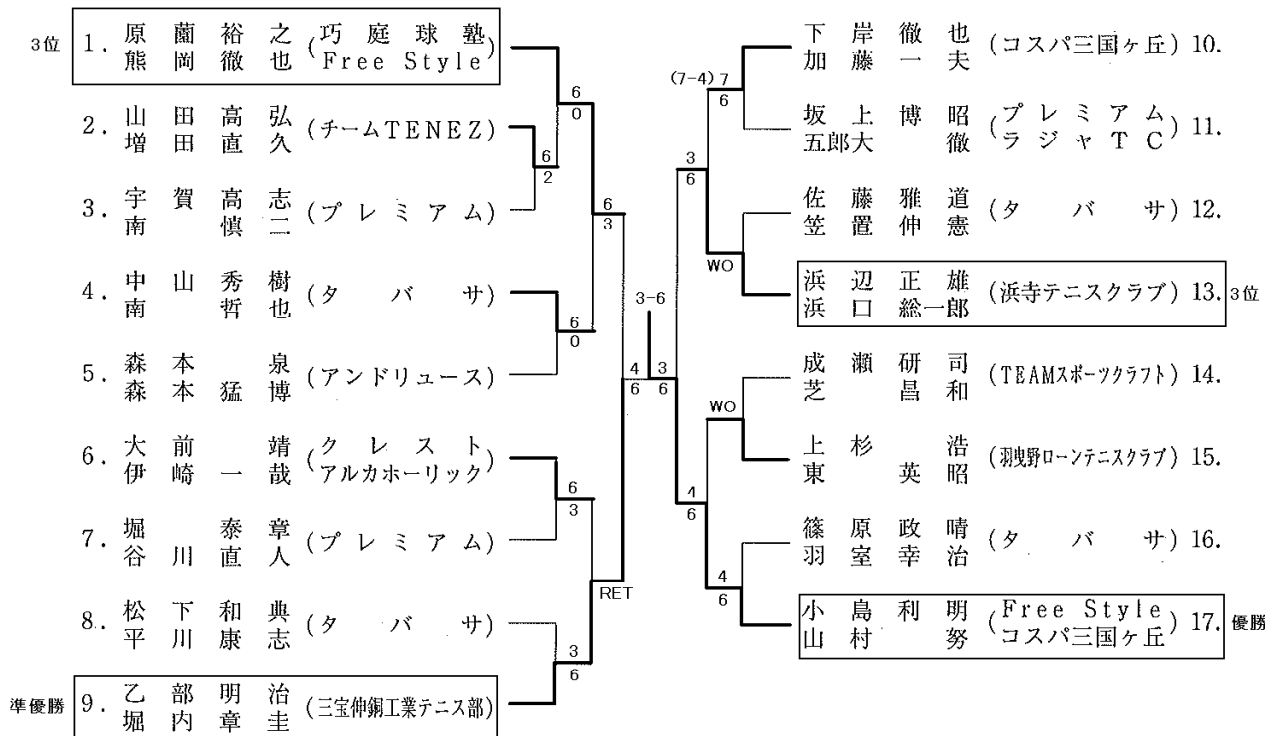 3位
1. 原薗裕之 (巧庭球塾
熊岡徹也 Free Style)
2. 山田高弘 (チームTENEZ)
増田直久
3. 宇賀高志 (プレミアム)
南慎二
4. 中山秀樹 (タバサ)
南哲也
5. 森本泉 (アンドリュース)
森本猛博
6. 大前靖 (クレスト
伊崎一哉 アルカホーリック)
7. 堀泰章 (プレミアム)
谷川直人
8. 松下和典 (タバサ)
平川康志
準優勝
9. 乙部明治 (三宝伸銅工業テニス部)
堀内章圭
6
0
6
2
6
3
6
0
4
6
6
3
RET
3
6
3-6
3
6
(7-4) 7
6
3
6
WO
WO
4
6
4
6
下岸徹也 (コスパ三国ヶ丘) 10.
加藤一夫
坂上博昭 (プレミアム
五郎大徹 ラジャTC) 11.
佐藤雅道 (タバサ) 12.
笠置伸憲
浜辺正雄 (浜寺テニスクラブ) 13. 3位
浜口総一郎
成瀬研司 (TEAMスポーツクラフト) 14.
芝昌和
上杉浩 (羽曳野ローンテニスクラブ) 15.
東英昭
篠原政晴 (タバサ) 16.
羽室幸治
小島利明 (Free Style
山村努 コスパ三国ヶ丘) 17. 優勝